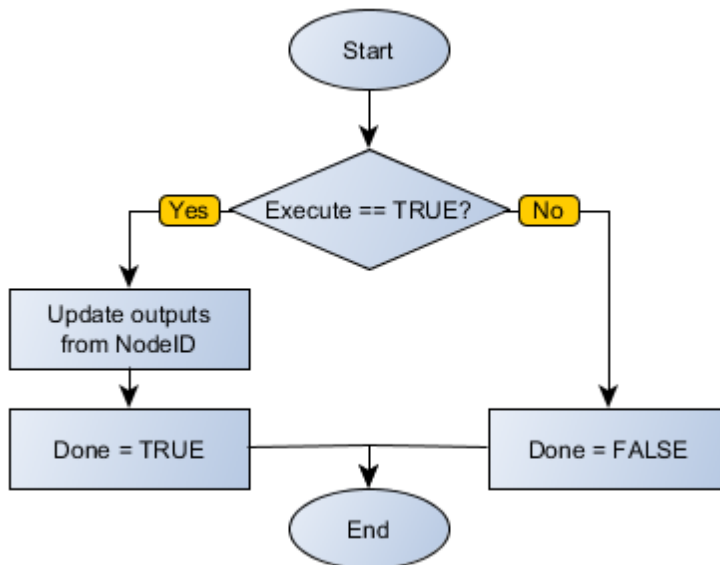 Start
Execute == TRUE?
Yes
No
Update outputs
from NodeID
Done = TRUE
Done = FALSE
End